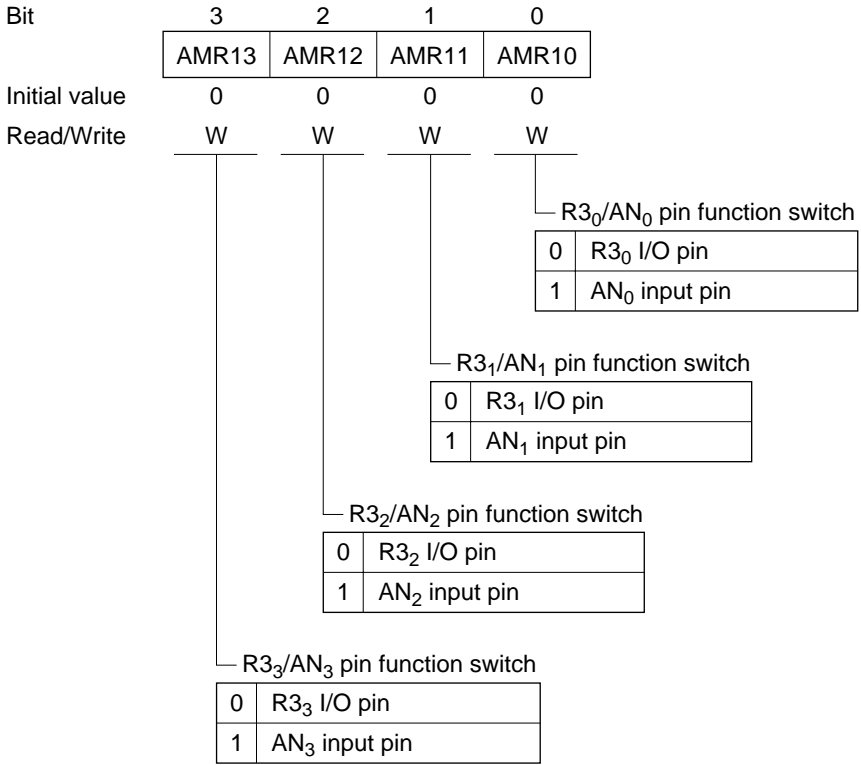 Bit 3 2 1 0
AMR13 AMR12 AMR11 AMR10
Initial value 0 0 0 0
Read/Write W W W W
R3₀/AN₀ pin function switch
0 R3₀ I/O pin
1 AN₀ input pin
R3₁/AN₁ pin function switch
0 R3₁ I/O pin
1 AN₁ input pin
R3₂/AN₂ pin function switch
0 R3₂ I/O pin
1 AN₂ input pin
R3₃/AN₃ pin function switch
0 R3₃ I/O pin
1 AN₃ input pin